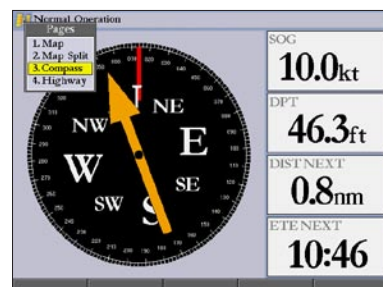 Normal Operation
Pages
1. Map
2. Map Split
3. Compass
4. Highway
N
NE
NW
E
W
SE
SW
S
SOG
10.0kt
DPT
46.3ft
DIST NEXT
0.8nm
ETE NEXT
10:46